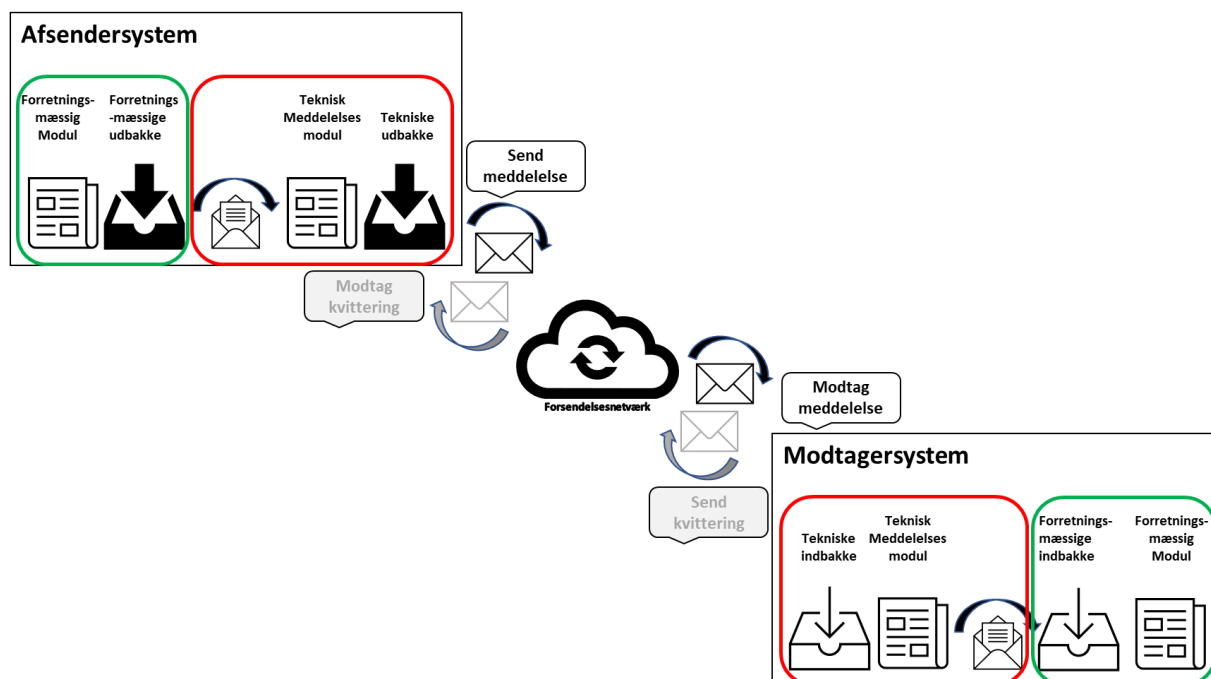 Afsendersystem
Forretnings-
mæssig
Modul
Forretnings
-mæssige
udbakke
Teknisk
Meddelelses
modul
Tekniske
udbakke
Send
meddelelse
Modtag
kvittering
Forsendelsesnetværk
Modtag
meddelelse
Send
kvittering
Modtagersystem
Tekniske
indbakke
Teknisk
Meddelelses
modul
Forretnings-
mæssige
indbakke
Forretnings-
mæssig
Modul